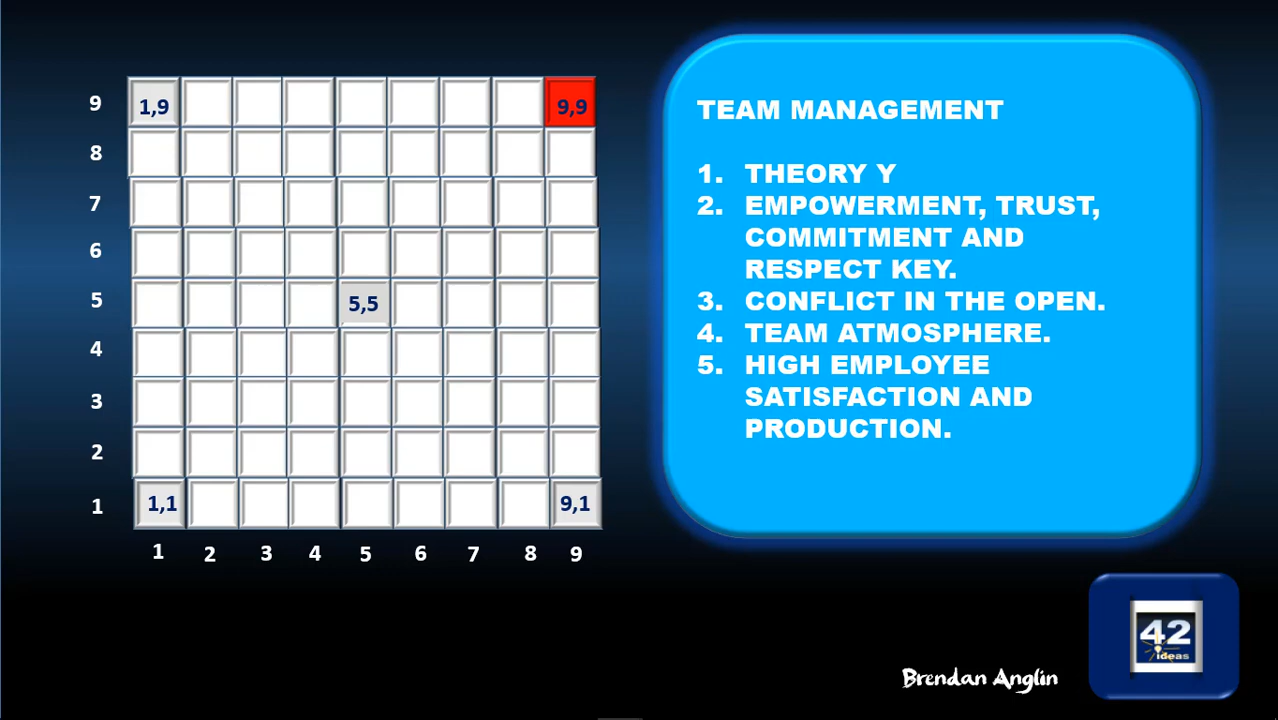 9
1,9
9,9
8
7
6
5
5,5
4
3
2
1
1,1
9,1
1 2 3 4 5 6 7 8 9
TEAM MANAGEMENT
1. THEORY Y
2. EMPOWERMENT, TRUST,
COMMITMENT AND
RESPECT KEY.
3. CONFLICT IN THE OPEN.
4. TEAM ATMOSPHERE.
5. HIGH EMPLOYEE
SATISFACTION AND
PRODUCTION.
42
ideas
Brendan Anglin